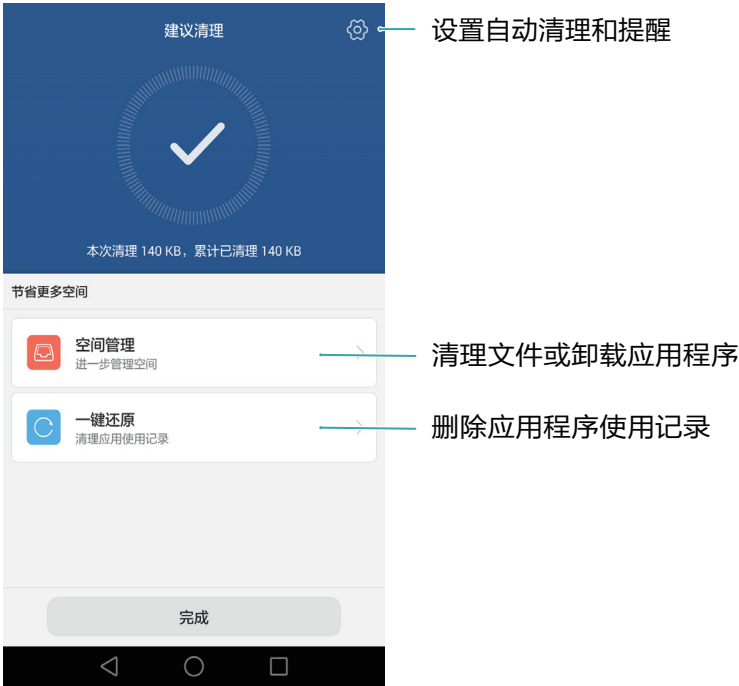 建议清理
设置自动清理和提醒
本次清理 140 KB，累计已清理 140 KB
节省更多空间
空间管理
进一步管理空间
清理文件或卸载应用程序
一键还原
清理应用使用记录
删除应用程序使用记录
完成